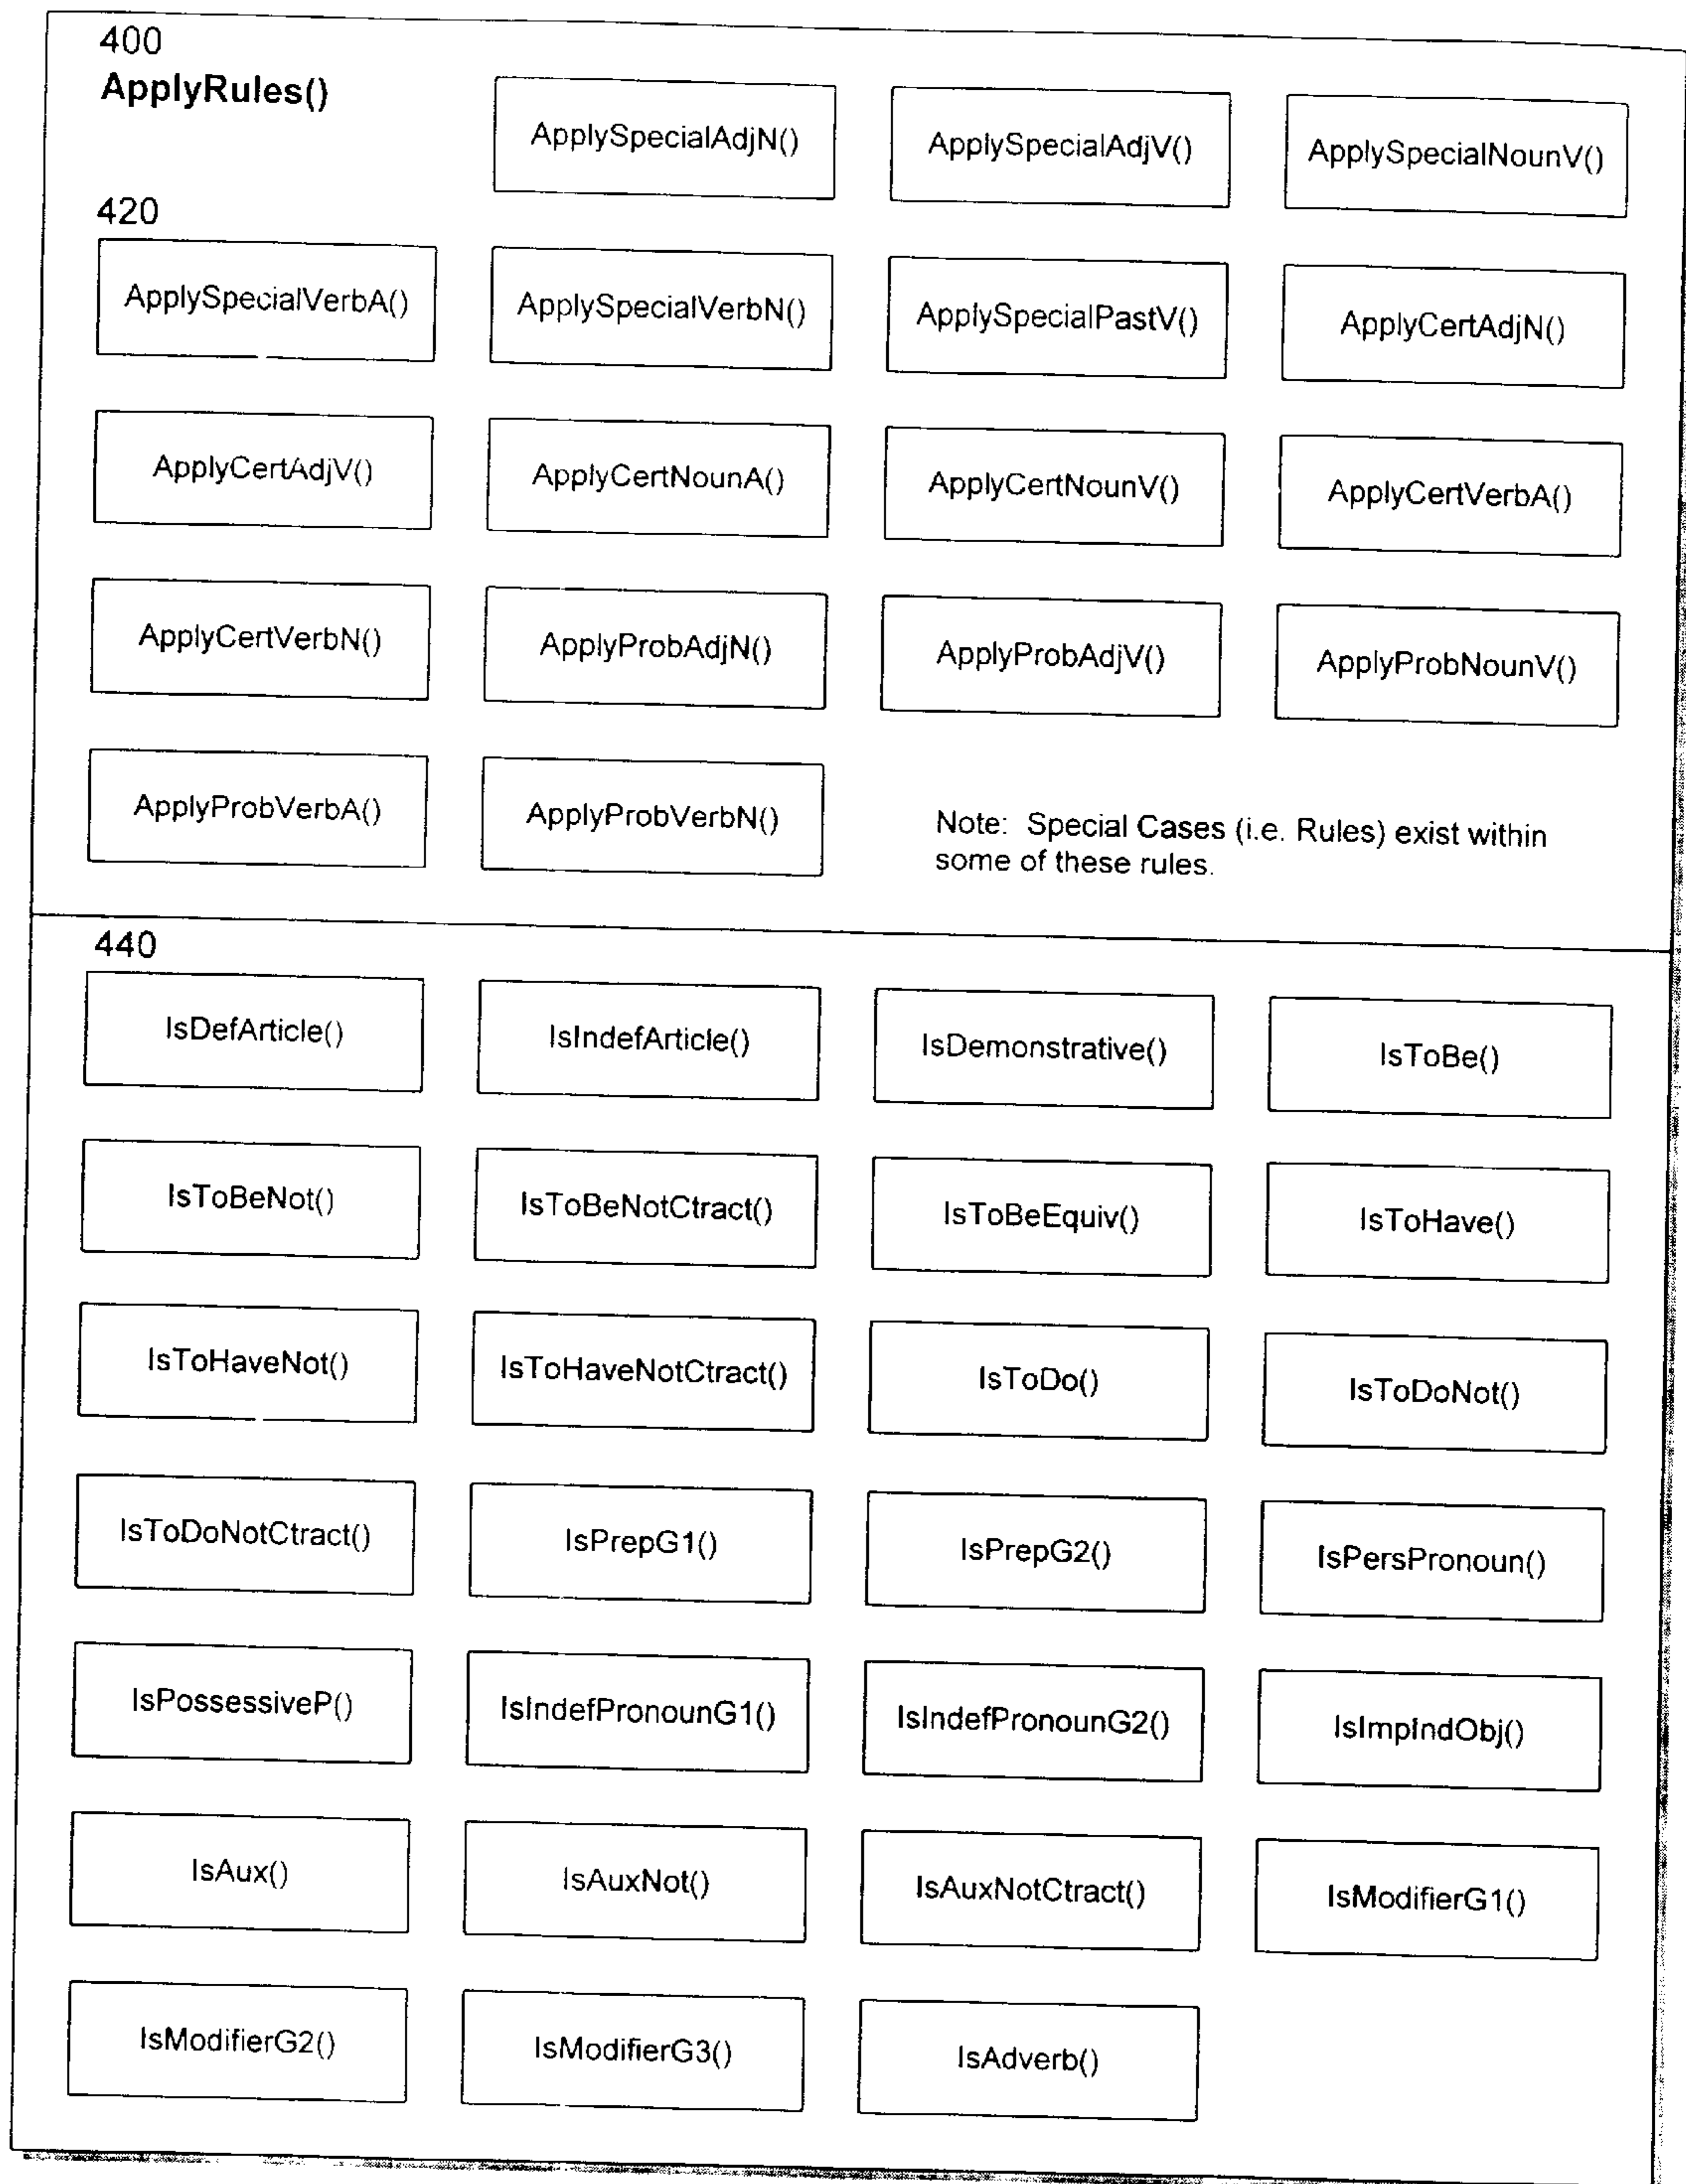 400
ApplyRules()
ApplySpecialAdjN()
ApplySpecialAdjV()
ApplySpecialNounV()
420
ApplySpecialVerbA()
ApplySpecialVerbN()
ApplySpecialPastV()
ApplyCertAdjN()
ApplyCertAdjV()
ApplyCertNounA()
ApplyCertNounV()
ApplyCertVerbA()
ApplyCertVerbN()
ApplyProbAdjN()
ApplyProbAdjV()
ApplyProbNounV()
ApplyProbVerbA()
ApplyProbVerbN()
Note: Special Cases (i.e. Rules) exist within
some of these rules.
440
IsDefArticle()
IsIndefArticle()
IsDemonstrative()
IsToBe()
IsToBeNot()
IsToBeNotCtract()
IsToBeEquiv()
IsToHave()
IsToHaveNot()
IsToHaveNotCtract()
IsToDo()
IsToDoNot()
IsToDoNotCtract()
IsPrepG1()
IsPrepG2()
IsPersPronoun()
IsPossessiveP()
IsIndefPronounG1()
IsIndefPronounG2()
IsImpIndObj()
IsAux()
IsAuxNot()
IsAuxNotCtract()
IsModifierG1()
IsModifierG2()
IsModifierG3()
IsAdverb()